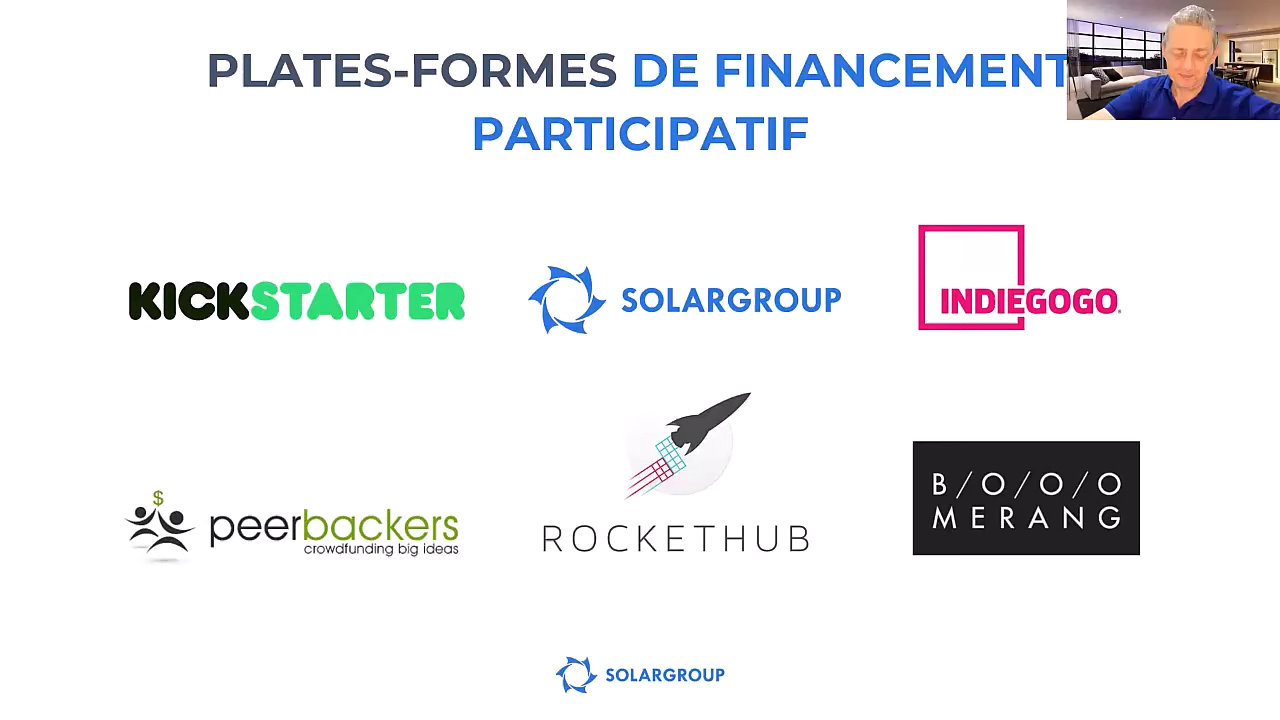 PLATES-FORMES DE FINANCEMENT
PARTICIPATIF
KICKSTARTER
SOLARGROUP
INDIEGOGO
$
peerbackers
crowdfunding big ideas
ROCKETHUB
B/O/O/O
MERANG
SOLARGROUP